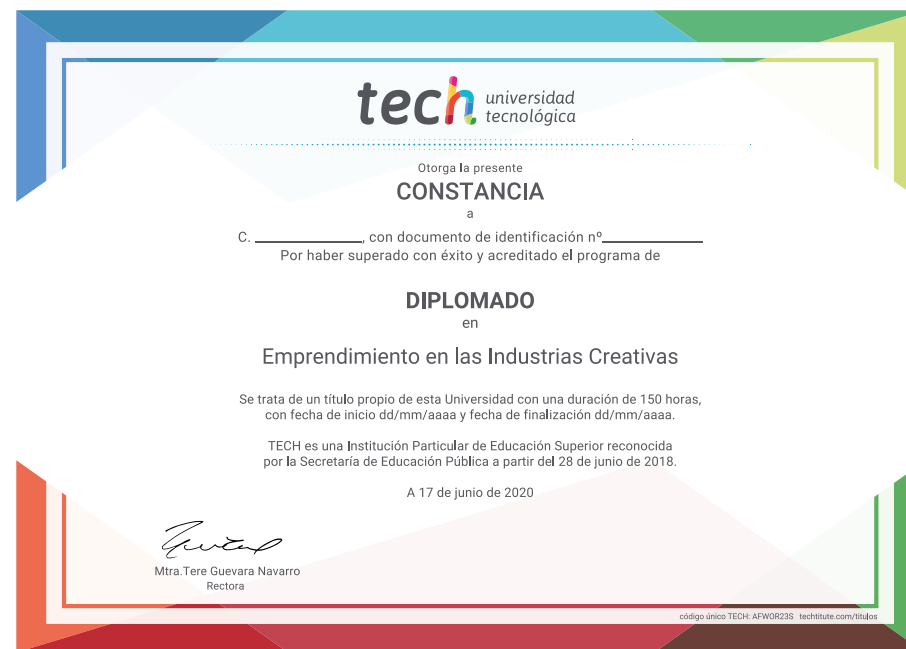 tech universidad
tecnológica
Otorga la presente
CONSTANCIA
a
C. ______________, con documento de identificación nº_____________
Por haber superado con éxito y acreditado el programa de
DIPLOMADO
en
Emprendimiento en las Industrias Creativas
Se trata de un título propio de esta Universidad con una duración de 150 horas,
con fecha de inicio dd/mm/aaaa y fecha de finalización dd/mm/aaaa.
TECH es una Institución Particular de Educación Superior reconocida
por la Secretaría de Educación Pública a partir del 28 de junio de 2018.
A 17 de junio de 2020
Mtra.Tere Guevara Navarro
Rectora
código único TECH: AFWOR23S techtitute.com/titulos